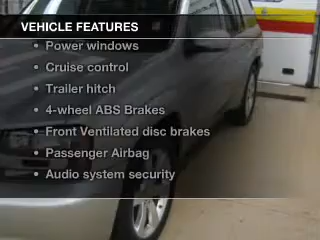 VEHICLE FEATURES
• Power windows
• Cruise control
• Trailer hitch
• 4-wheel ABS Brakes
• Front Ventilated disc brakes
• Passenger Airbag
• Audio system security